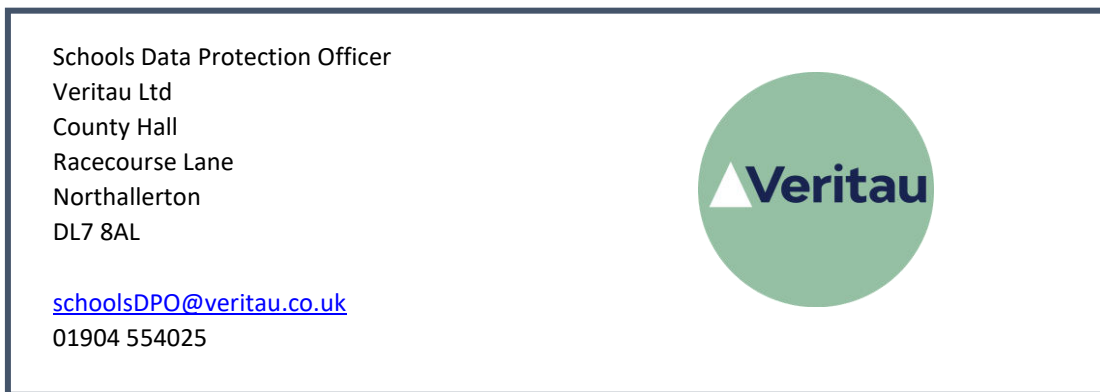 Schools Data Protection Officer
Veritau Ltd
County Hall
Racecourse Lane
Northallerton
DL7 8AL
schoolsDPO@veritau.co.uk
01904 554025
Veritau